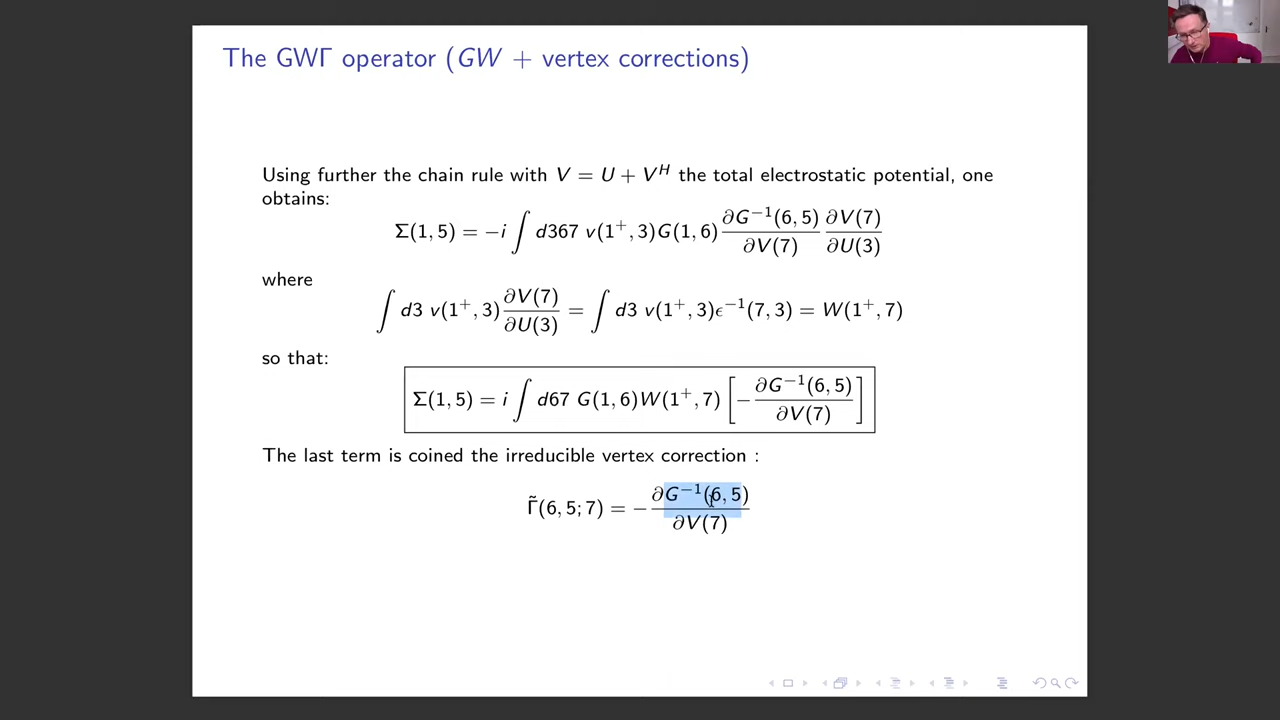 The GWΓ operator (GW + vertex corrections)
Using further the chain rule with V = U + V^H the total electrostatic potential, one
obtains:
Σ(1, 5) = −i ∫ d367 v(1⁺, 3)G(1, 6) ∂G⁻¹(6, 5)/∂V(7) ∂V(7)/∂U(3)
where
∫ d3 v(1⁺, 3) ∂V(7)/∂U(3) = ∫ d3 v(1⁺, 3)ϵ⁻¹(7, 3) = W(1⁺, 7)
so that:
Σ(1, 5) = i ∫ d67 G(1, 6)W(1⁺, 7) [−∂G⁻¹(6, 5)/∂V(7)]
The last term is coined the irreducible vertex correction :
Γ̃(6, 5; 7) = −∂G⁻¹(6, 5)/∂V(7)